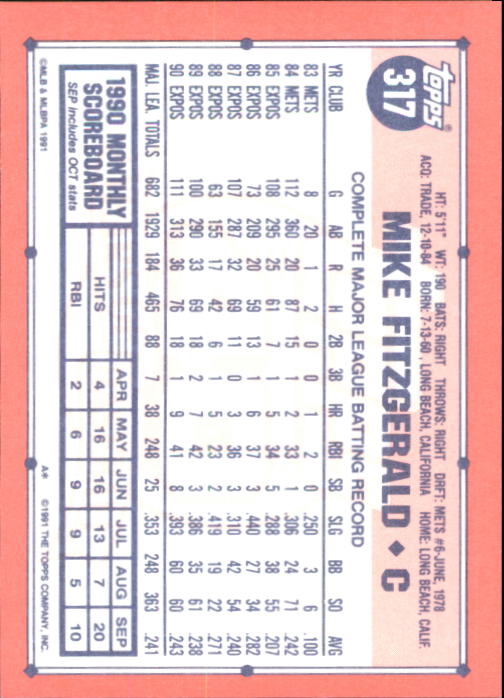 topps®
317
HT: 5'11" WT: 190 BATS: RIGHT THROWS: RIGHT DRFT: METS #6-JUNE, 1978
ACQ: TRADE, 12-10-84 BORN: 7-13-60, LONG BEACH, CALIFORNIA HOME: LONG BEACH, CALIF.
MIKE FITZGERALD ♦ C
COMPLETE MAJOR LEAGUE BATTING RECORD
YR CLUB G AB R H 2B 3B HR RBI SB SLG BB SO AVG
83 METS 8 20 1 2 0 0 1 2 0 .250 3 6 .100
84 METS 112 360 20 87 15 1 2 33 1 .306 24 71 .242
85 EXPOS 108 295 25 61 7 1 5 34 5 .288 38 55 .207
86 EXPOS 73 209 20 59 13 1 6 37 3 .440 27 34 .282
87 EXPOS 107 287 32 69 11 0 3 36 3 .310 42 54 .240
88 EXPOS 63 155 17 42 6 1 5 23 2 .419 19 22 .271
89 EXPOS 100 290 33 69 18 2 7 42 3 .386 35 61 .238
90 EXPOS 111 313 36 76 18 1 9 41 8 .393 60 60 .243
MAJ. LEA. TOTALS 682 1929 184 465 88 7 38 248 25 .353 248 363 .241
1990 MONTHLY
SCOREBOARD
SEP includes OCT stats
APR MAY JUN JUL AUG SEP
HITS 4 16 16 13 7 20
RBI 2 6 9 9 5 10
©MLB & MLBPA 1991
A* ©1991 THE TOPPS COMPANY, INC.